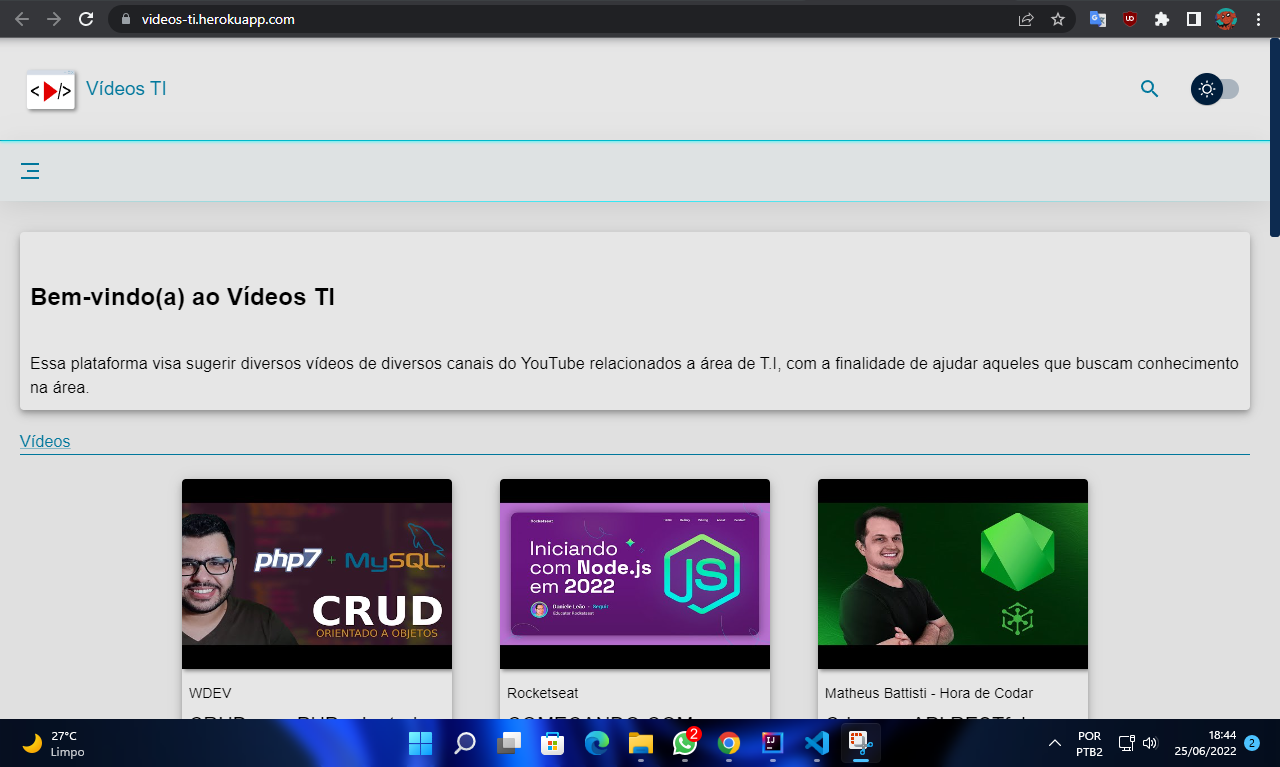 videos-ti.herokuapp.com
< /> Vídeos TI
Bem-vindo(a) ao Vídeos TI
Essa plataforma visa sugerir diversos vídeos de diversos canais do YouTube relacionados a área de T.I, com a finalidade de ajudar aqueles que buscam conhecimento
na área.
Vídeos
php7 + MySQL
CRUD
ORIENTADO A OBJETOS
Rocketseat
Iniciando
com Node.js
em 2022
Daniele Leão - Seguir
Educator Rocketseat
JS
WDEV
Rocketseat
Matheus Battisti - Hora de Codar
27°C
Limpo
2
POR
PTB2
18:44
25/06/2022
2